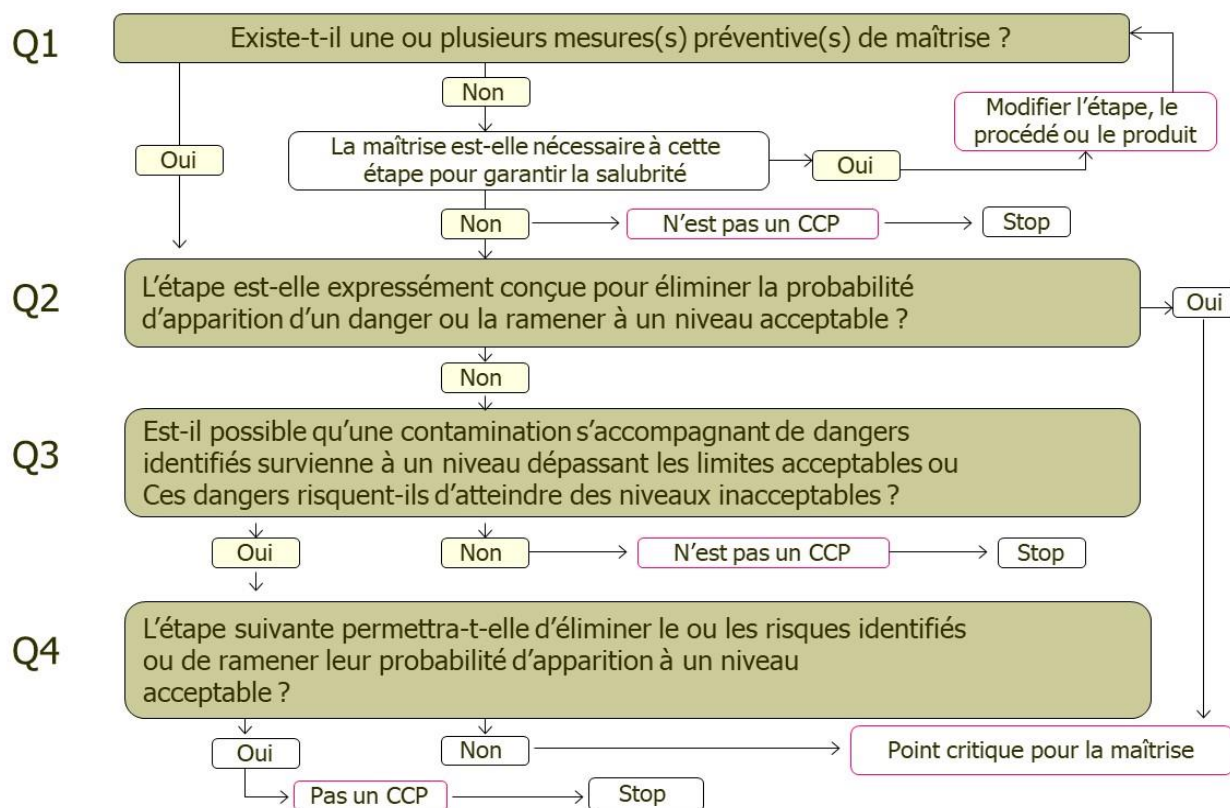 Q1
Existe-t-il une ou plusieurs mesures(s) préventive(s) de maîtrise ?
Non
Modifier l'étape, le
procédé ou le produit
Oui
La maîtrise est-elle nécessaire à cette
étape pour garantir la salubrité
Oui
Non
N'est pas un CCP
Stop
Q2
L'étape est-elle expressément conçue pour éliminer la probabilité
d'apparition d'un danger ou la ramener à un niveau acceptable ?
Oui
Non
Q3
Est-il possible qu'une contamination s'accompagnant de dangers
identifiés survienne à un niveau dépassant les limites acceptables ou
Ces dangers risquent-ils d'atteindre des niveaux inacceptables ?
Oui
Non
N'est pas un CCP
Stop
Q4
L'étape suivante permettra-t-elle d'éliminer le ou les risques identifiés
ou de ramener leur probabilité d'apparition à un niveau
acceptable ?
Oui
Non
Point critique pour la maîtrise
Pas un CCP
Stop